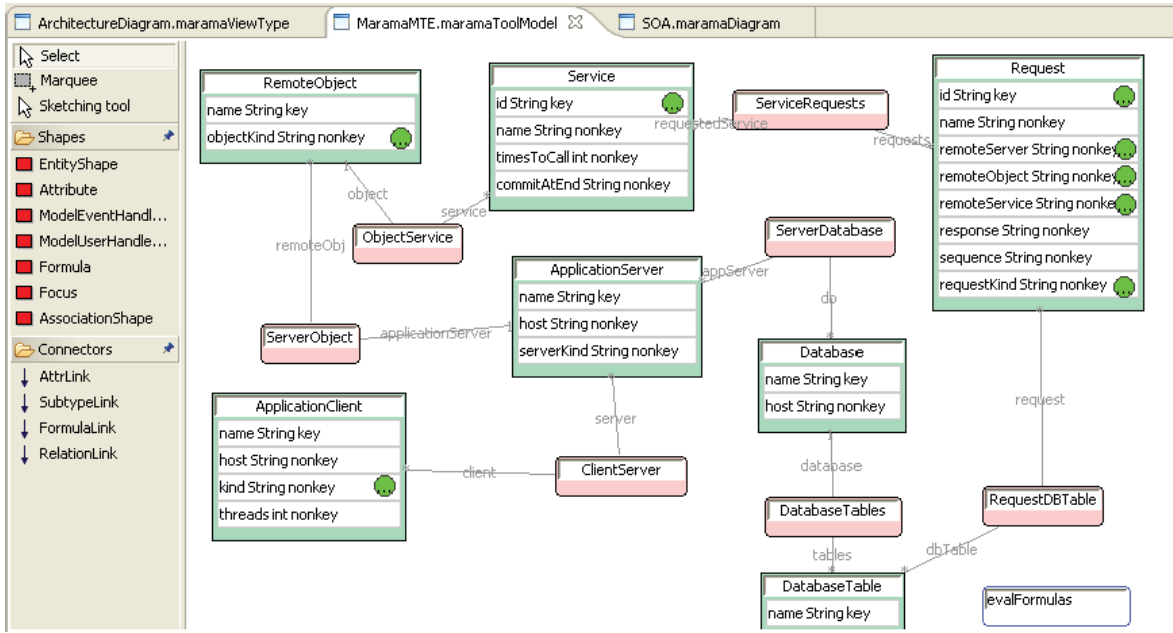 ArchitectureDiagram.maramaViewType
MaramaMTE.maramaToolModel
SOA.maramaDiagram
Select
Marquee
Sketching tool
Shapes
EntityShape
Attribute
ModelEventHandl...
ModelUserHandle...
Formula
Focus
AssociationShape
Connectors
AttrLink
SubtypeLink
FormulaLink
RelationLink
RemoteObject
name String key
objectKind String nonkey
*
1
object
remoteObj
Service
id String key
name String nonkey
timesToCall int nonkey
commitAtEnd String nonkey
requestedService
ServiceRequests
requests
*
service
ObjectService
Request
id String key
name String nonkey
remoteServer String nonkey
remoteObject String nonkey
remoteService String nonkey
response String nonkey
sequence String nonkey
requestKind String nonkey
ServerDatabase
appServer
*
db
*
ApplicationServer
name String key
host String nonkey
serverKind String nonkey
ServerObject
applicationServer
1
*
server
ApplicationClient
name String key
host String nonkey
kind String nonkey
threads int nonkey
*
client
ClientServer
Database
name String key
host String nonkey
1
database
DatabaseTables
tables
*
request
RequestDBTable
dbTable
*
DatabaseTable
name String key
evalFormulas